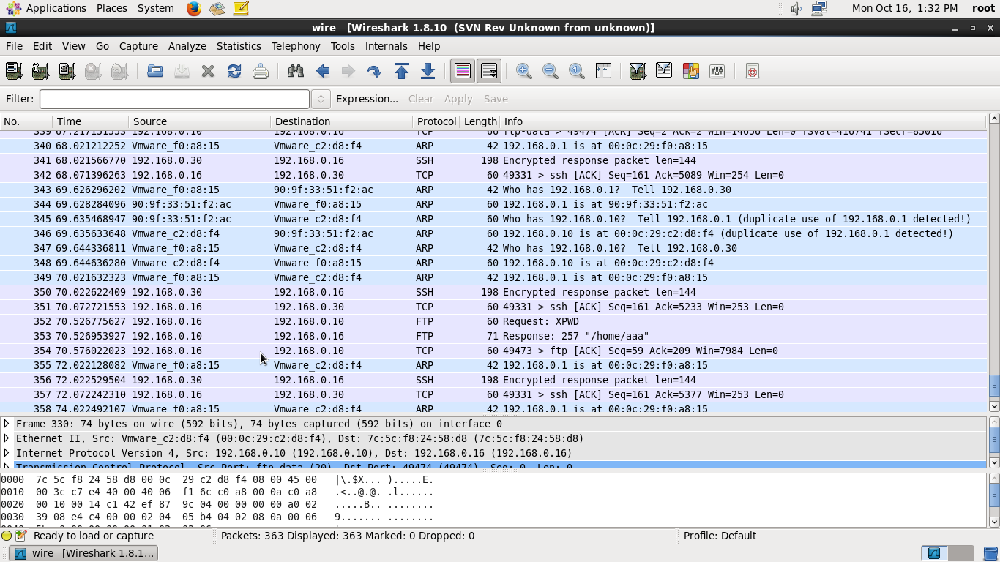 Applications Places System Mon Oct 16, 1:32 PM root
wire [Wireshark 1.8.10 (SVN Rev Unknown from unknown)]
File Edit View Go Capture Analyze Statistics Telephony Tools Internals Help
Filter: Expression... Clear Apply Save
No. Time Source Destination Protocol Length Info
339 67.217151553 192.168.0.10 192.168.0.16 TCP 66 ftp-data > 49474 [ACK] Seq=2 Ack=2 Win=14656 Len=0
340 68.021212252 Vmware_f0:a8:15 Vmware_c2:d8:f4 ARP 42 192.168.0.1 is at 00:0c:29:f0:a8:15
341 68.021566770 192.168.0.30 192.168.0.16 SSH 198 Encrypted response packet len=144
342 68.071396263 192.168.0.16 192.168.0.30 TCP 60 49331 > ssh [ACK] Seq=161 Ack=5089 Win=254 Len=0
343 69.626296202 Vmware_f0:a8:15 90:9f:33:51:f2:ac ARP 42 Who has 192.168.0.1? Tell 192.168.0.30
344 69.628284096 90:9f:33:51:f2:ac Vmware_f0:a8:15 ARP 60 192.168.0.1 is at 90:9f:33:51:f2:ac
345 69.635468947 90:9f:33:51:f2:ac Vmware_c2:d8:f4 ARP 60 Who has 192.168.0.10? Tell 192.168.0.1 (duplicate use of 192.168.0.1 detected!)
346 69.635633648 Vmware_c2:d8:f4 90:9f:33:51:f2:ac ARP 60 192.168.0.10 is at 00:0c:29:c2:d8:f4 (duplicate use of 192.168.0.1 detected!)
347 69.644336811 Vmware_f0:a8:15 Vmware_c2:d8:f4 ARP 42 Who has 192.168.0.10? Tell 192.168.0.30
348 69.644636280 Vmware_c2:d8:f4 Vmware_f0:a8:15 ARP 60 192.168.0.10 is at 00:0c:29:c2:d8:f4
349 70.021632323 Vmware_f0:a8:15 Vmware_c2:d8:f4 ARP 42 192.168.0.1 is at 00:0c:29:f0:a8:15
350 70.022622409 192.168.0.30 192.168.0.16 SSH 198 Encrypted response packet len=144
351 70.072721553 192.168.0.16 192.168.0.30 TCP 60 49331 > ssh [ACK] Seq=161 Ack=5233 Win=253 Len=0
352 70.526775627 192.168.0.16 192.168.0.10 FTP 60 Request: XPWD
353 70.526953927 192.168.0.10 192.168.0.16 FTP 71 Response: 257 "/home/aaa"
354 70.576022023 192.168.0.16 192.168.0.10 TCP 60 49473 > ftp [ACK] Seq=59 Ack=209 Win=7984 Len=0
355 72.022128082 Vmware_f0:a8:15 Vmware_c2:d8:f4 ARP 42 192.168.0.1 is at 00:0c:29:f0:a8:15
356 72.022529504 192.168.0.30 192.168.0.16 SSH 198 Encrypted response packet len=144
357 72.072242310 192.168.0.16 192.168.0.30 TCP 60 49331 > ssh [ACK] Seq=161 Ack=5377 Win=253 Len=0
358 74.022492107 Vmware_f0:a8:15 Vmware_c2:d8:f4 ARP 42 192.168.0.1 is at 00:0c:29:f0:a8:15
Frame 330: 74 bytes on wire (592 bits), 74 bytes captured (592 bits) on interface 0
Ethernet II, Src: Vmware_c2:d8:f4 (00:0c:29:c2:d8:f4), Dst: 7c:5c:f8:24:58:d8 (7c:5c:f8:24:58:d8)
Internet Protocol Version 4, Src: 192.168.0.10 (192.168.0.10), Dst: 192.168.0.16 (192.168.0.16)
Transmission Control Protocol, Src Port: ftp-data (20), Dst Port: 49474 (49474), Seq: 0, Len: 0
0000 7c 5c f8 24 58 d8 00 0c 29 c2 d8 f4 08 00 45 00 |\.$X... ).....E.
0010 00 3c c7 e4 40 00 40 06 f1 6c c0 a8 00 0a c0 a8 .<..@.@. .l......
0020 00 10 00 14 c1 42 ef 87 9c 04 00 00 00 00 a0 02 .....B.. ........
0030 39 08 e4 c4 00 00 02 04 05 b4 04 02 08 0a 00 06 9....... ........
Ready to load or capture Packets: 363 Displayed: 363 Marked: 0 Dropped: 0 Profile: Default
wire [Wireshark 1.8.1...